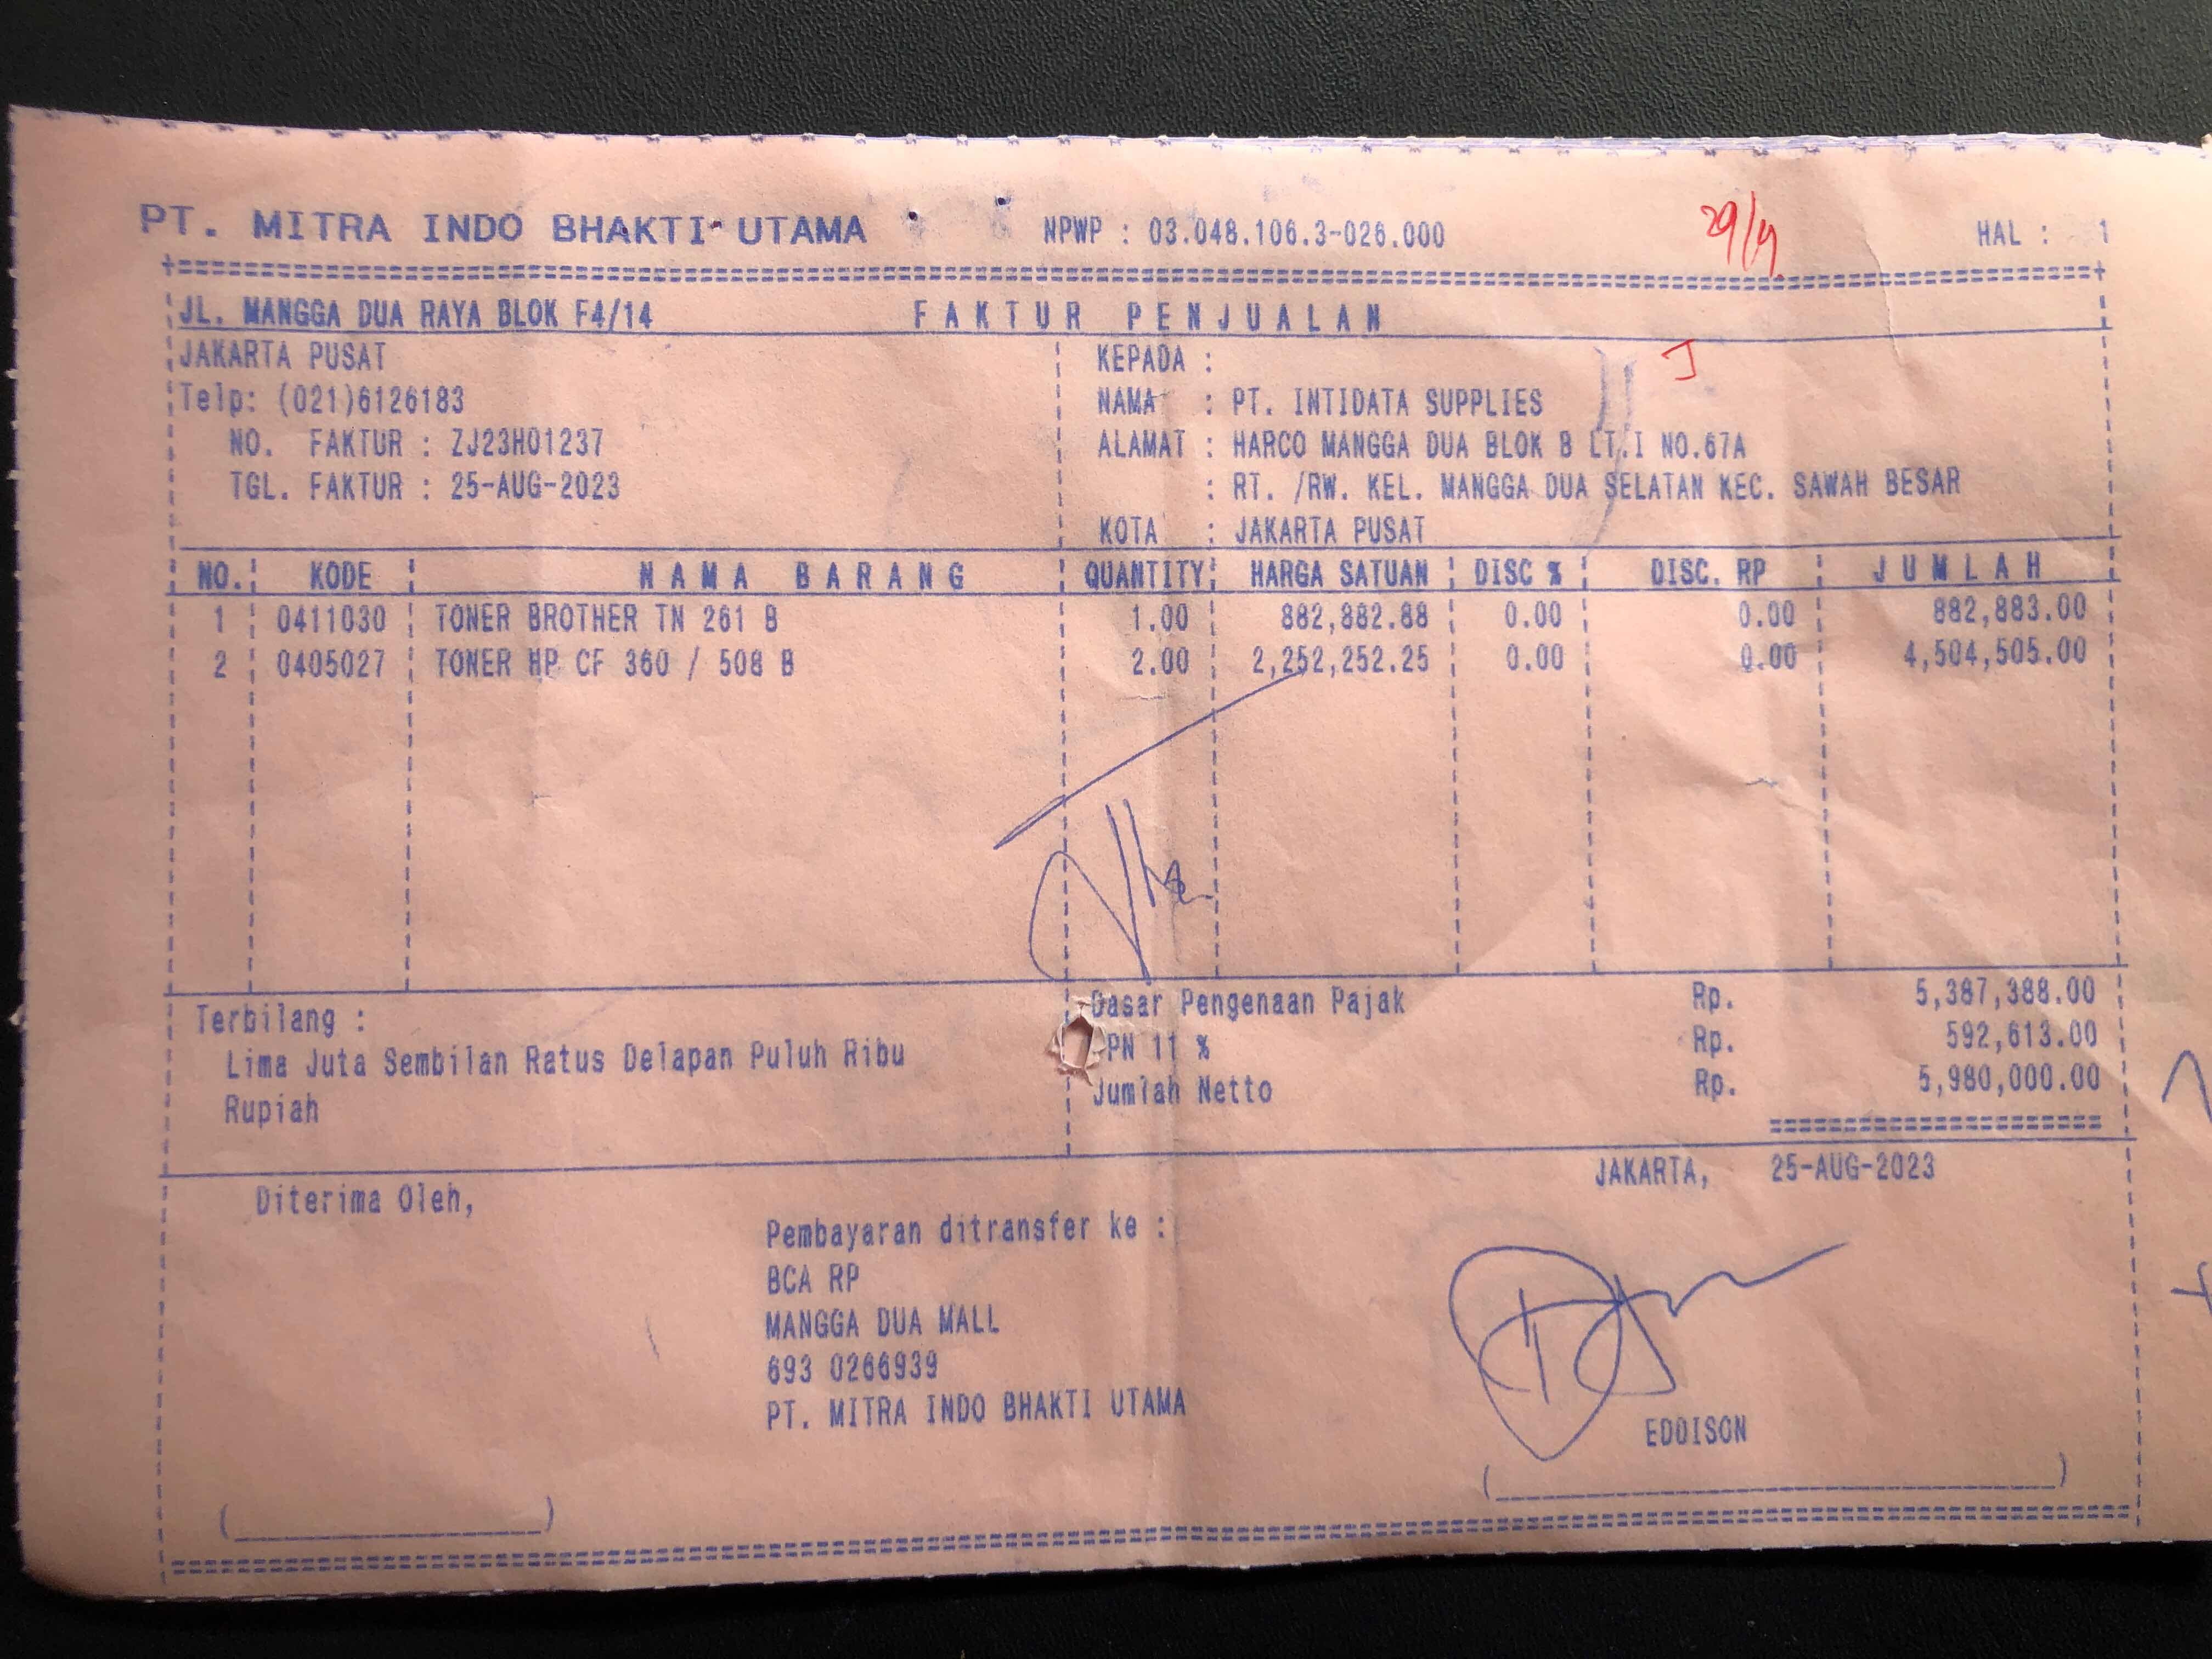 PT. MITRA INDO BHAKTI UTAMA NPWP : 03.048.106.3-026.000 29/9 HAL : 1
JL. MANGGA DUA RAYA BLOK F4/14 FAKTUR PENJUALAN
JAKARTA PUSAT KEPADA :
Telp: (021)6126183 NAMA : PT. INTIDATA SUPPLIES
NO. FAKTUR : ZJ23H01237 ALAMAT : HARCO MANGGA DUA BLOK B LT.I NO.67A
TGL. FAKTUR : 25-AUG-2023 : RT. /RW. KEL. MANGGA DUA SELATAN KEC. SAWAH BESAR
KOTA : JAKARTA PUSAT
NO. KODE NAMA BARANG QUANTITY HARGA SATUAN DISC % DISC. RP JUMLAH
1 0411030 TONER BROTHER TN 261 B 1.00 882,882.88 0.00 0.00 882,883.00
2 0405027 TONER HP CF 360 / 508 B 2.00 2,252,252.25 0.00 0.00 4,504,505.00
Terbilang : Dasar Pengenaan Pajak Rp. 5,387,388.00
Lima Juta Sembilan Ratus Delapan Puluh Ribu PN 11 % Rp. 592,613.00
Rupiah Jumlah Netto Rp. 5,980,000.00
JAKARTA, 25-AUG-2023
Diterima Oleh,
Pembayaran ditransfer ke :
BCA RP
MANGGA DUA MALL
693 0266939
PT. MITRA INDO BHAKTI UTAMA
EDDISON